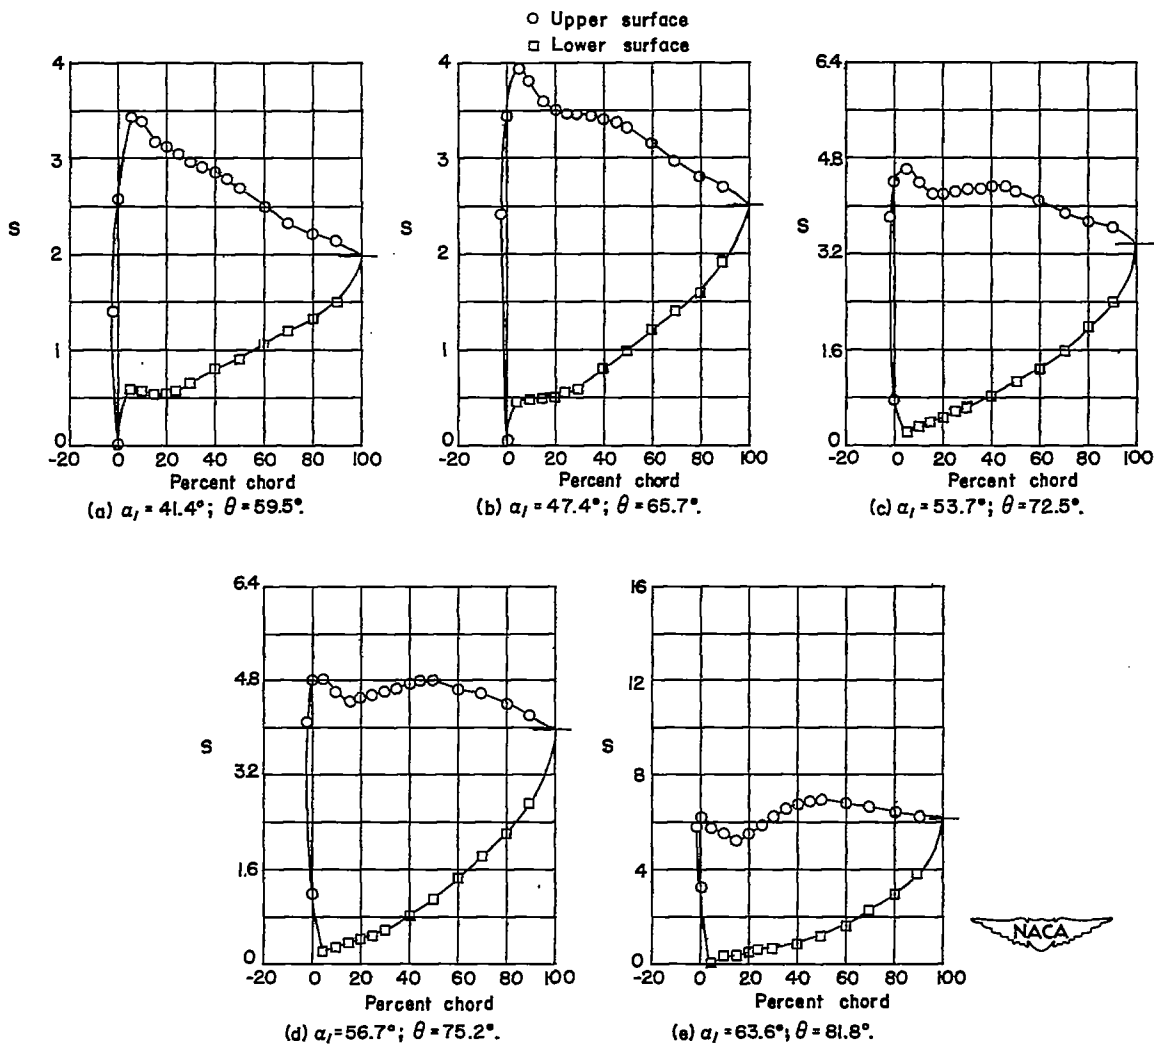 ○ Upper surface
□ Lower surface
4
3
S
2
1
0
-20 0 20 40 60 80 100
Percent chord
(a) α₁ = 41.4°; θ = 59.5°.
4
3
S
2
1
0
-20 0 20 40 60 80 100
Percent chord
(b) α₁ = 47.4°; θ = 65.7°.
6.4
4.8
S
3.2
1.6
0
-20 0 20 40 60 80 100
Percent chord
(c) α₁ = 53.7°; θ = 72.5°.
6.4
4.8
S
3.2
1.6
0
-20 0 20 40 60 80 100
Percent chord
(d) α₁ = 56.7°; θ = 75.2°.
16
12
S
8
4
0
-20 0 20 40 60 80 100
Percent chord
(e) α₁ = 63.6°; θ = 81.8°.
NACA